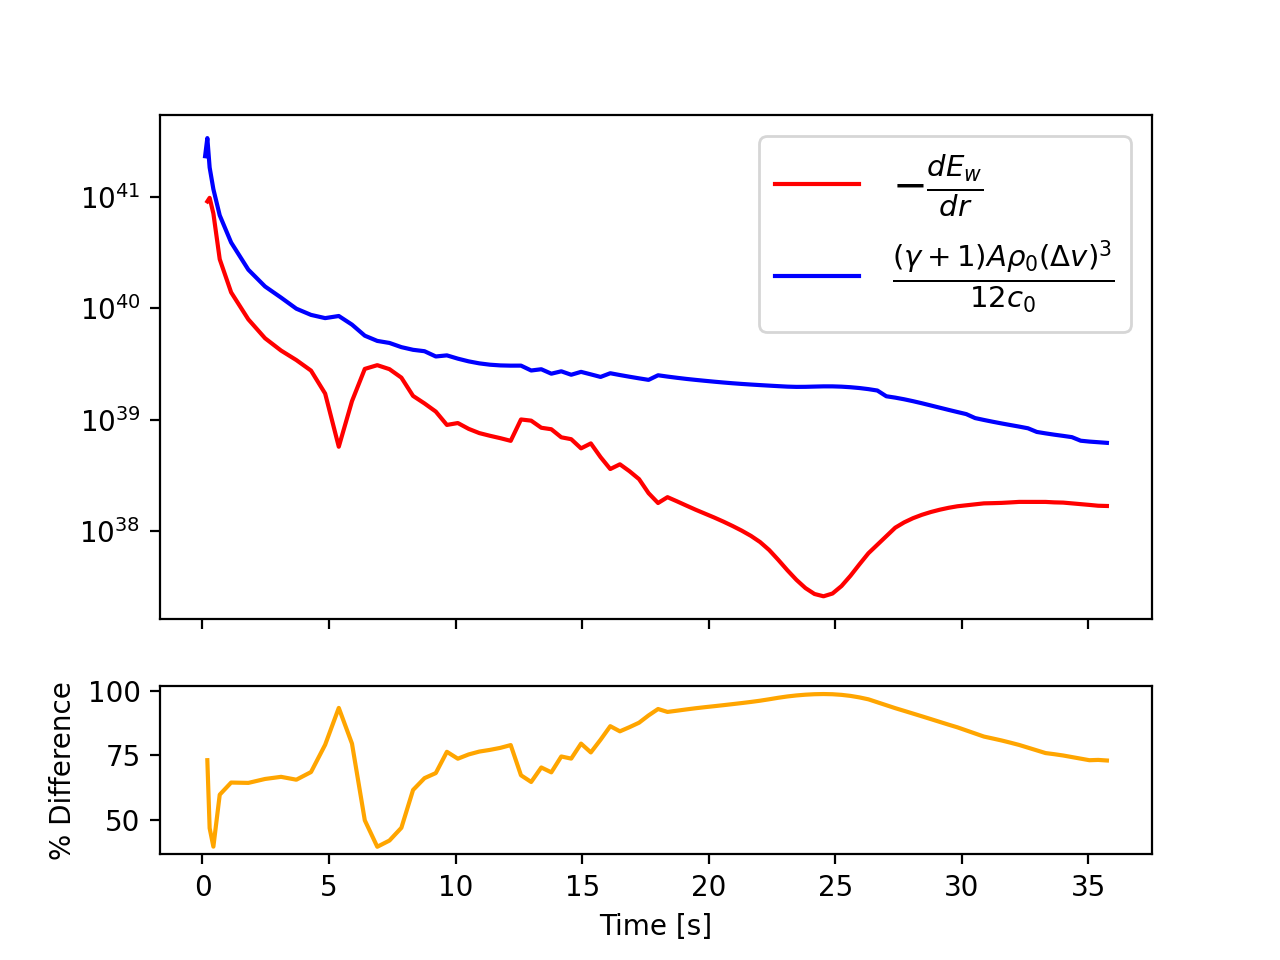 10⁴¹
10⁴⁰
10³⁹
10³⁸
−dE_w/dr
(γ + 1)Aρ₀(Δv)³/12c₀
% Difference
100
75
50
0 5 10 15 20 25 30 35
Time [s]